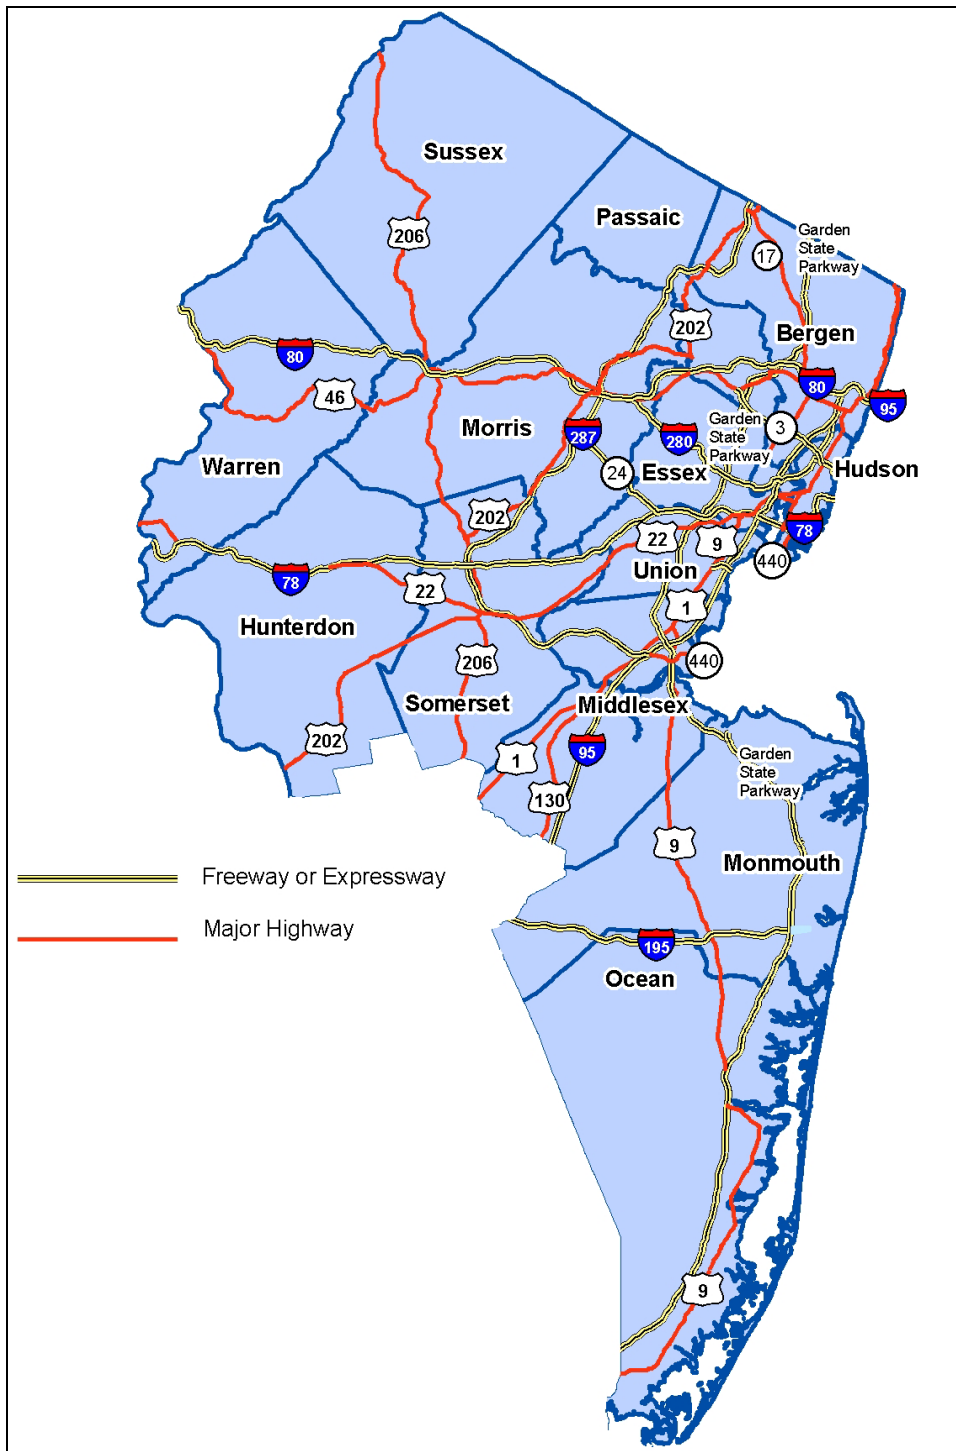 Sussex
Passaic
206
Garden
State
Parkway
17
202
Bergen
80
80
46
95
Morris
Garden
State
Parkway
3
287
280
Warren
24
Essex
Hudson
202
22
9
78
440
Union
78
22
1
Hunterdon
206
440
Somerset
Middlesex
202
1
95
Garden
State
Parkway
130
9
Monmouth
Freeway or Expressway
Major Highway
195
Ocean
9